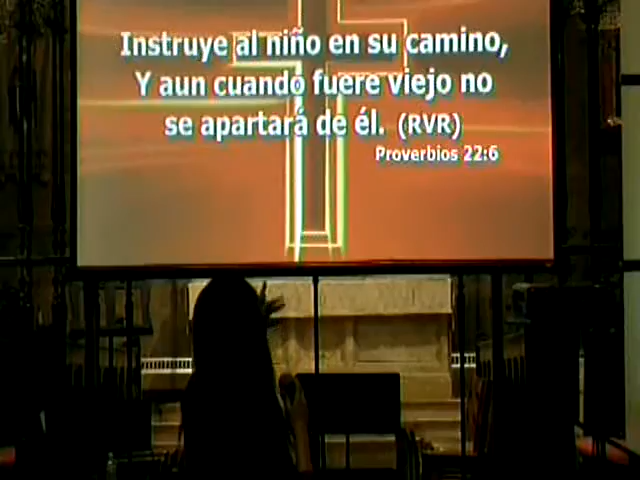 Instruye al niño en su camino,
Y aun cuando fuere viejo no
se apartará de él. (RVR)
Proverbios 22:6